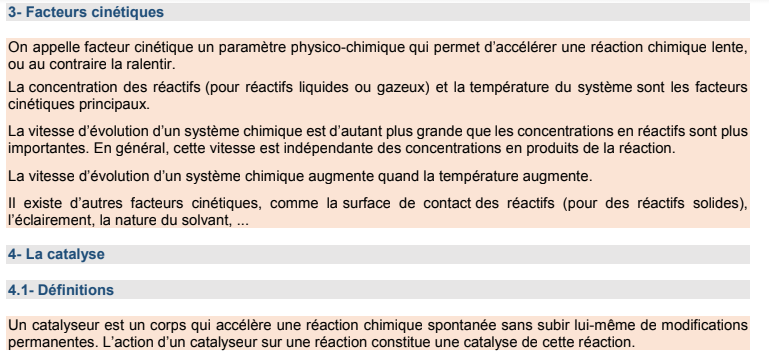 3- Facteurs cinétiques
On appelle facteur cinétique un paramètre physico-chimique qui permet d’accélérer une réaction chimique lente,
ou au contraire la ralentir.
La concentration des réactifs (pour réactifs liquides ou gazeux) et la température du système sont les facteurs
cinétiques principaux.
La vitesse d’évolution d’un système chimique est d’autant plus grande que les concentrations en réactifs sont plus
importantes. En général, cette vitesse est indépendante des concentrations en produits de la réaction.
La vitesse d’évolution d’un système chimique augmente quand la température augmente.
Il existe d’autres facteurs cinétiques, comme la surface de contact des réactifs (pour des réactifs solides),
l’éclairement, la nature du solvant, ...
4- La catalyse
4.1- Définitions
Un catalyseur est un corps qui accélère une réaction chimique spontanée sans subir lui-même de modifications
permanentes. L’action d’un catalyseur sur une réaction constitue une catalyse de cette réaction.